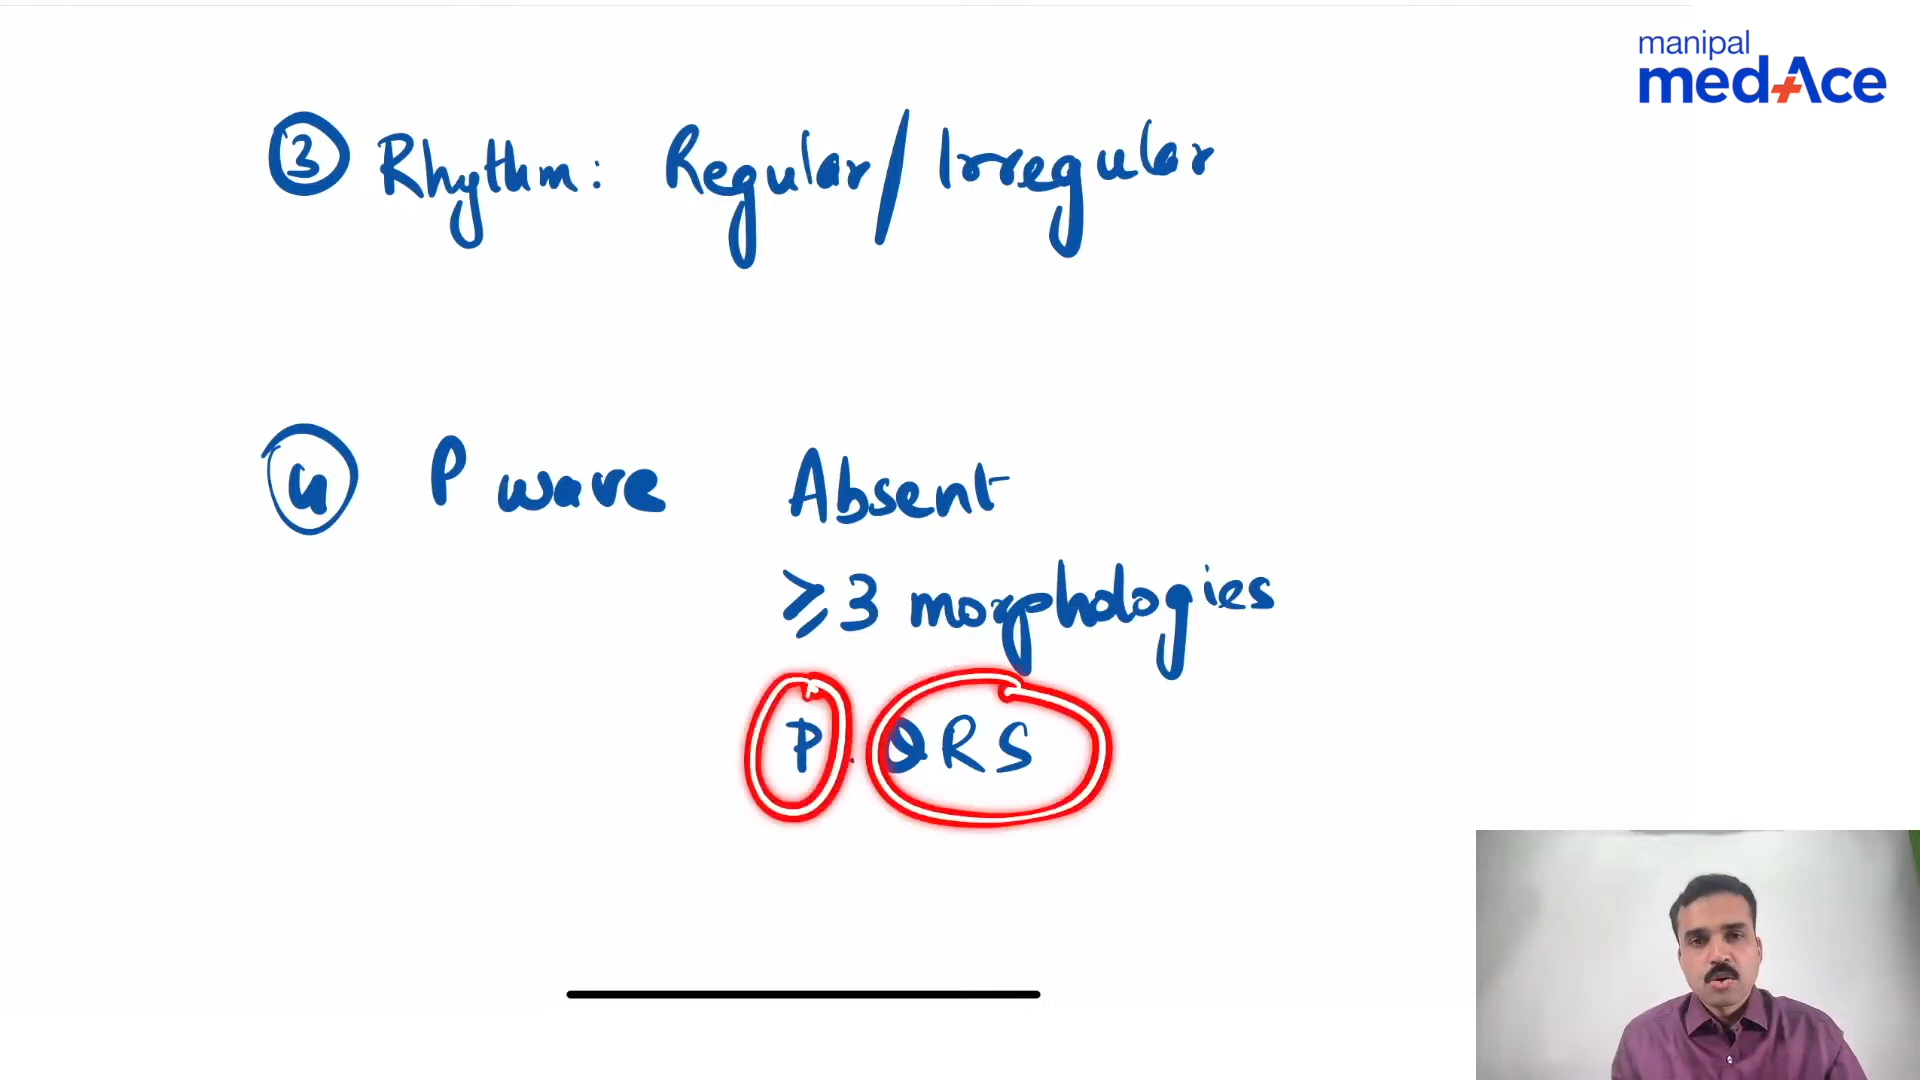 manipal
medAce
3 Rhythm: Regular/Irregular
4 P wave Absent
≥3 morphologies
P. QRS